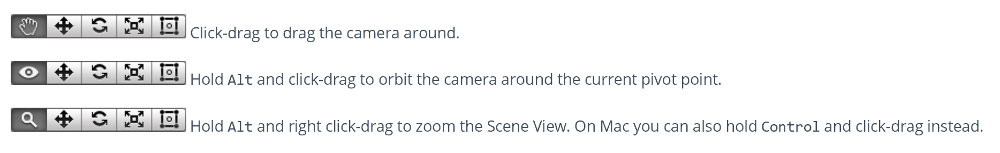 Click-drag to drag the camera around.
Hold Alt and click-drag to orbit the camera around the current pivot point.
Hold Alt and right click-drag to zoom the Scene View. On Mac you can also hold Control and click-drag instead.